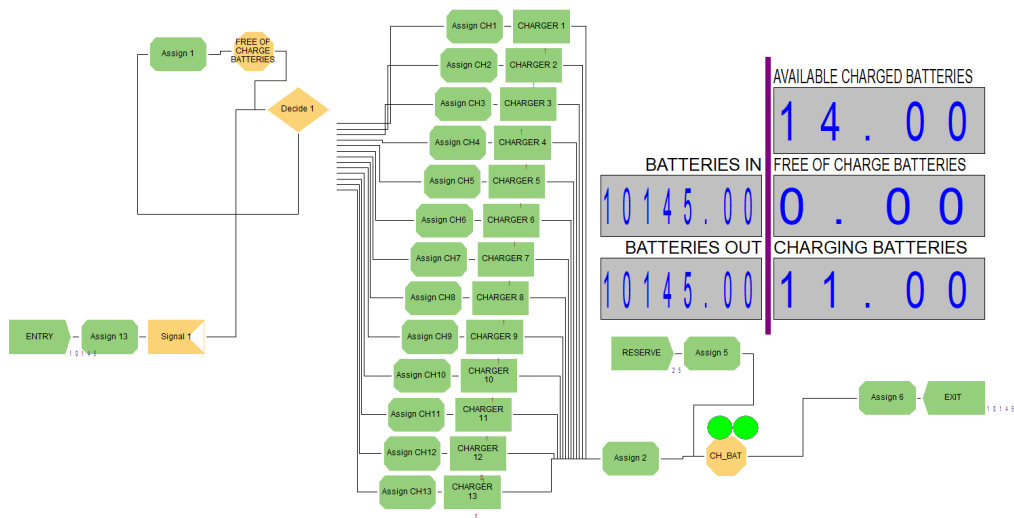 Assign 1
FREE OF
CHARGE
BATTERIES
Decide 1
Assign CH1
CHARGER 1
Assign CH2
CHARGER 2
Assign CH3
CHARGER 3
Assign CH4
CHARGER 4
Assign CH5
CHARGER 5
Assign CH6
CHARGER 6
Assign CH7
CHARGER 7
Assign CH8
CHARGER 8
Assign CH9
CHARGER 9
Assign CH10
CHARGER
10
Assign CH11
CHARGER
11
Assign CH12
CHARGER
12
Assign CH13
CHARGER
13
ENTRY
10145
Assign 13
Signal 1
AVAILABLE CHARGED BATTERIES
14.00
BATTERIES IN
10145.00
FREE OF CHARGE BATTERIES
0.00
BATTERIES OUT
10145.00
CHARGING BATTERIES
11.00
RESERVE
25
Assign 5
Assign 2
CH_BAT
Assign 6
EXIT
10145